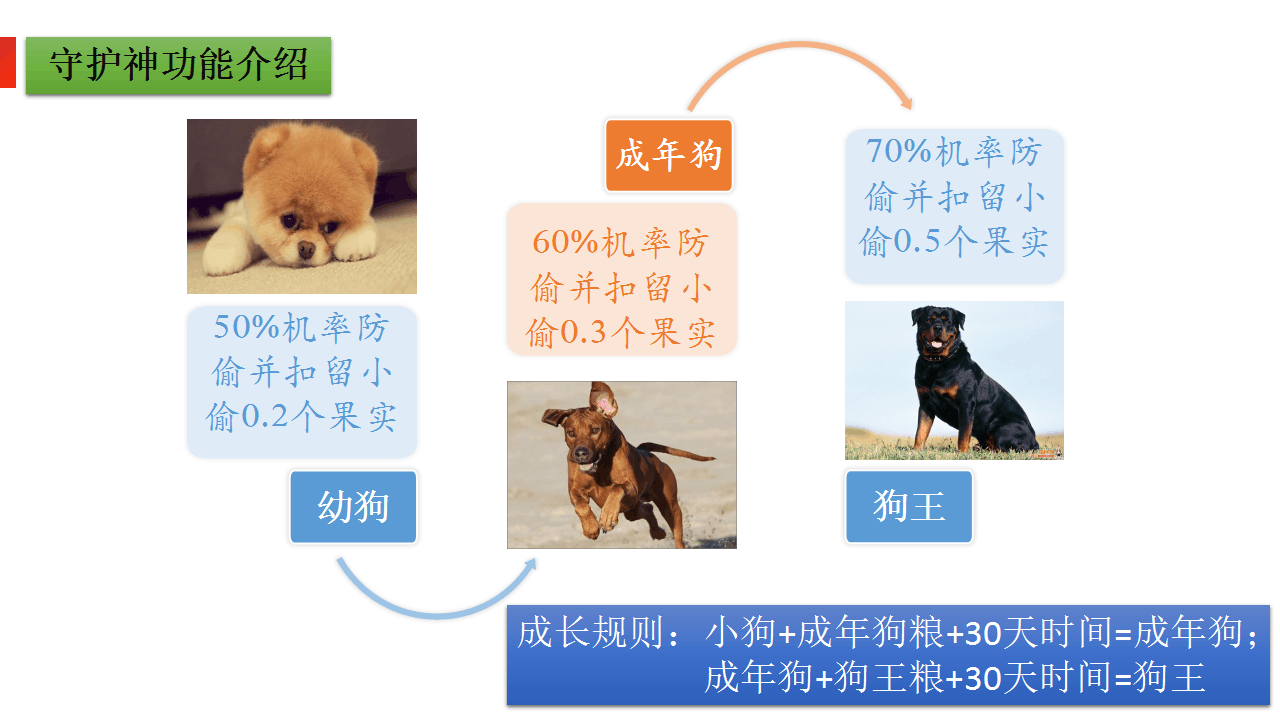 守护神功能介绍
50%机率防
偷并扣留小
偷0.2个果实
幼狗
成年狗
60%机率防
偷并扣留小
偷0.3个果实
70%机率防
偷并扣留小
偷0.5个果实
狗王
成长规则：小狗+成年狗粮+30天时间=成年狗；
成年狗+狗王粮+30天时间=狗王